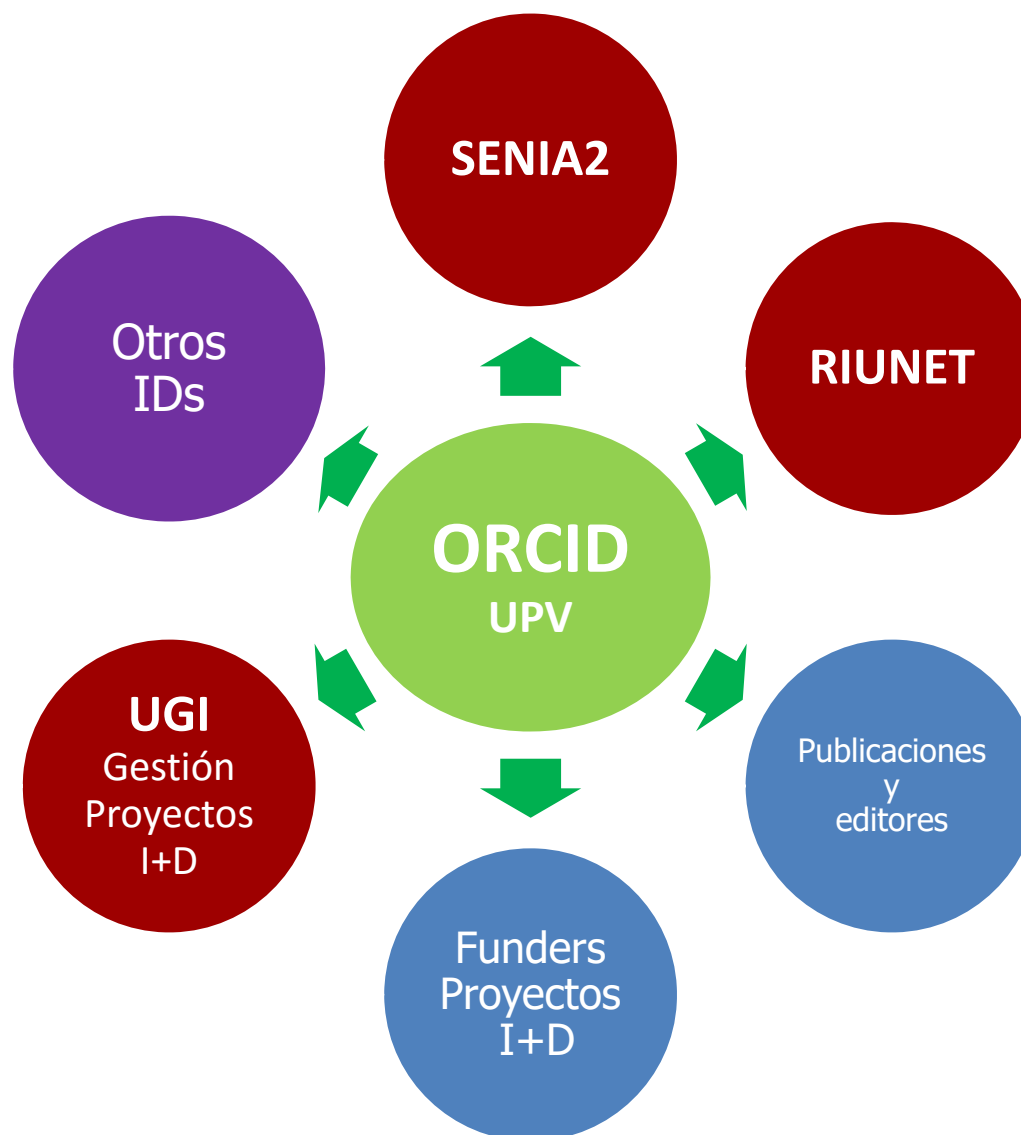 SENIA2
Otros
IDs
RIUNET
ORCID
UPV
UGI
Gestión
Proyectos
I+D
Publicaciones
y
editores
Funders
Proyectos
I+D